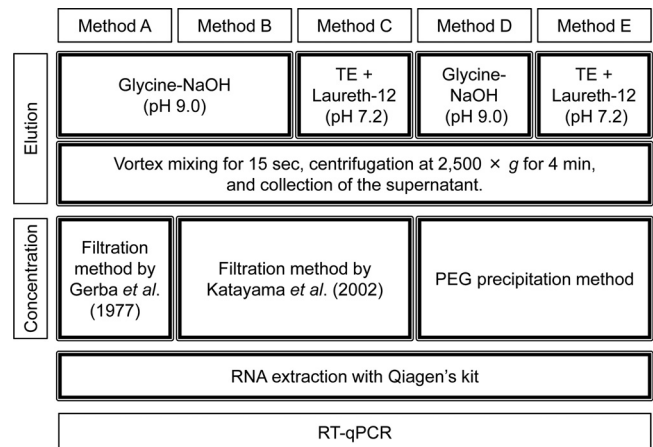 Method A
Method B
Method C
Method D
Method E
Elution
Glycine-NaOH
(pH 9.0)
TE +
Laureth-12
(pH 7.2)
Glycine-
NaOH
(pH 9.0)
TE +
Laureth-12
(pH 7.2)
Vortex mixing for 15 sec, centrifugation at 2,500 × g for 4 min,
and collection of the supernatant.
Concentration
Filtration
method by
Gerba et al.
(1977)
Filtration method by
Katayama et al. (2002)
PEG precipitation method
RNA extraction with Qiagen's kit
RT-qPCR